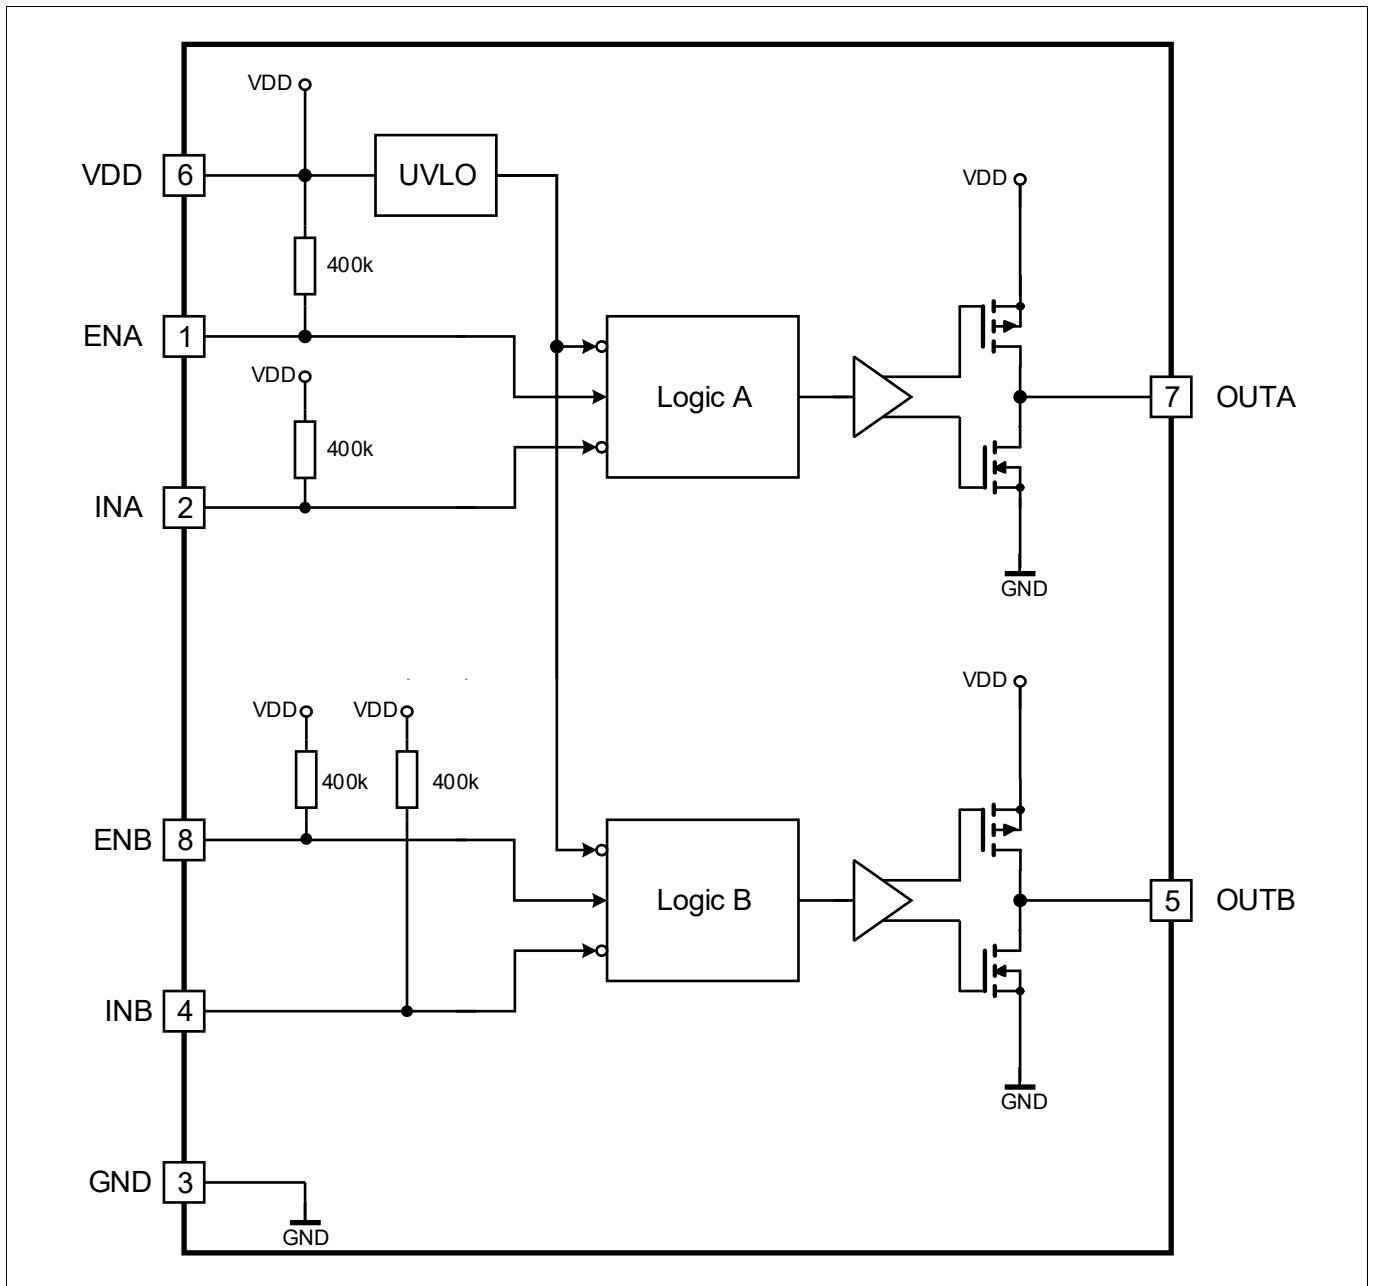 VDD
VDD 6 UVLO
VDD
400k
ENA 1
VDD
Logic A
7 OUTA
400k
INA 2
GND
VDD
VDD VDD
400k 400k
ENB 8
Logic B
5 OUTB
INB 4
GND
GND 3
GND